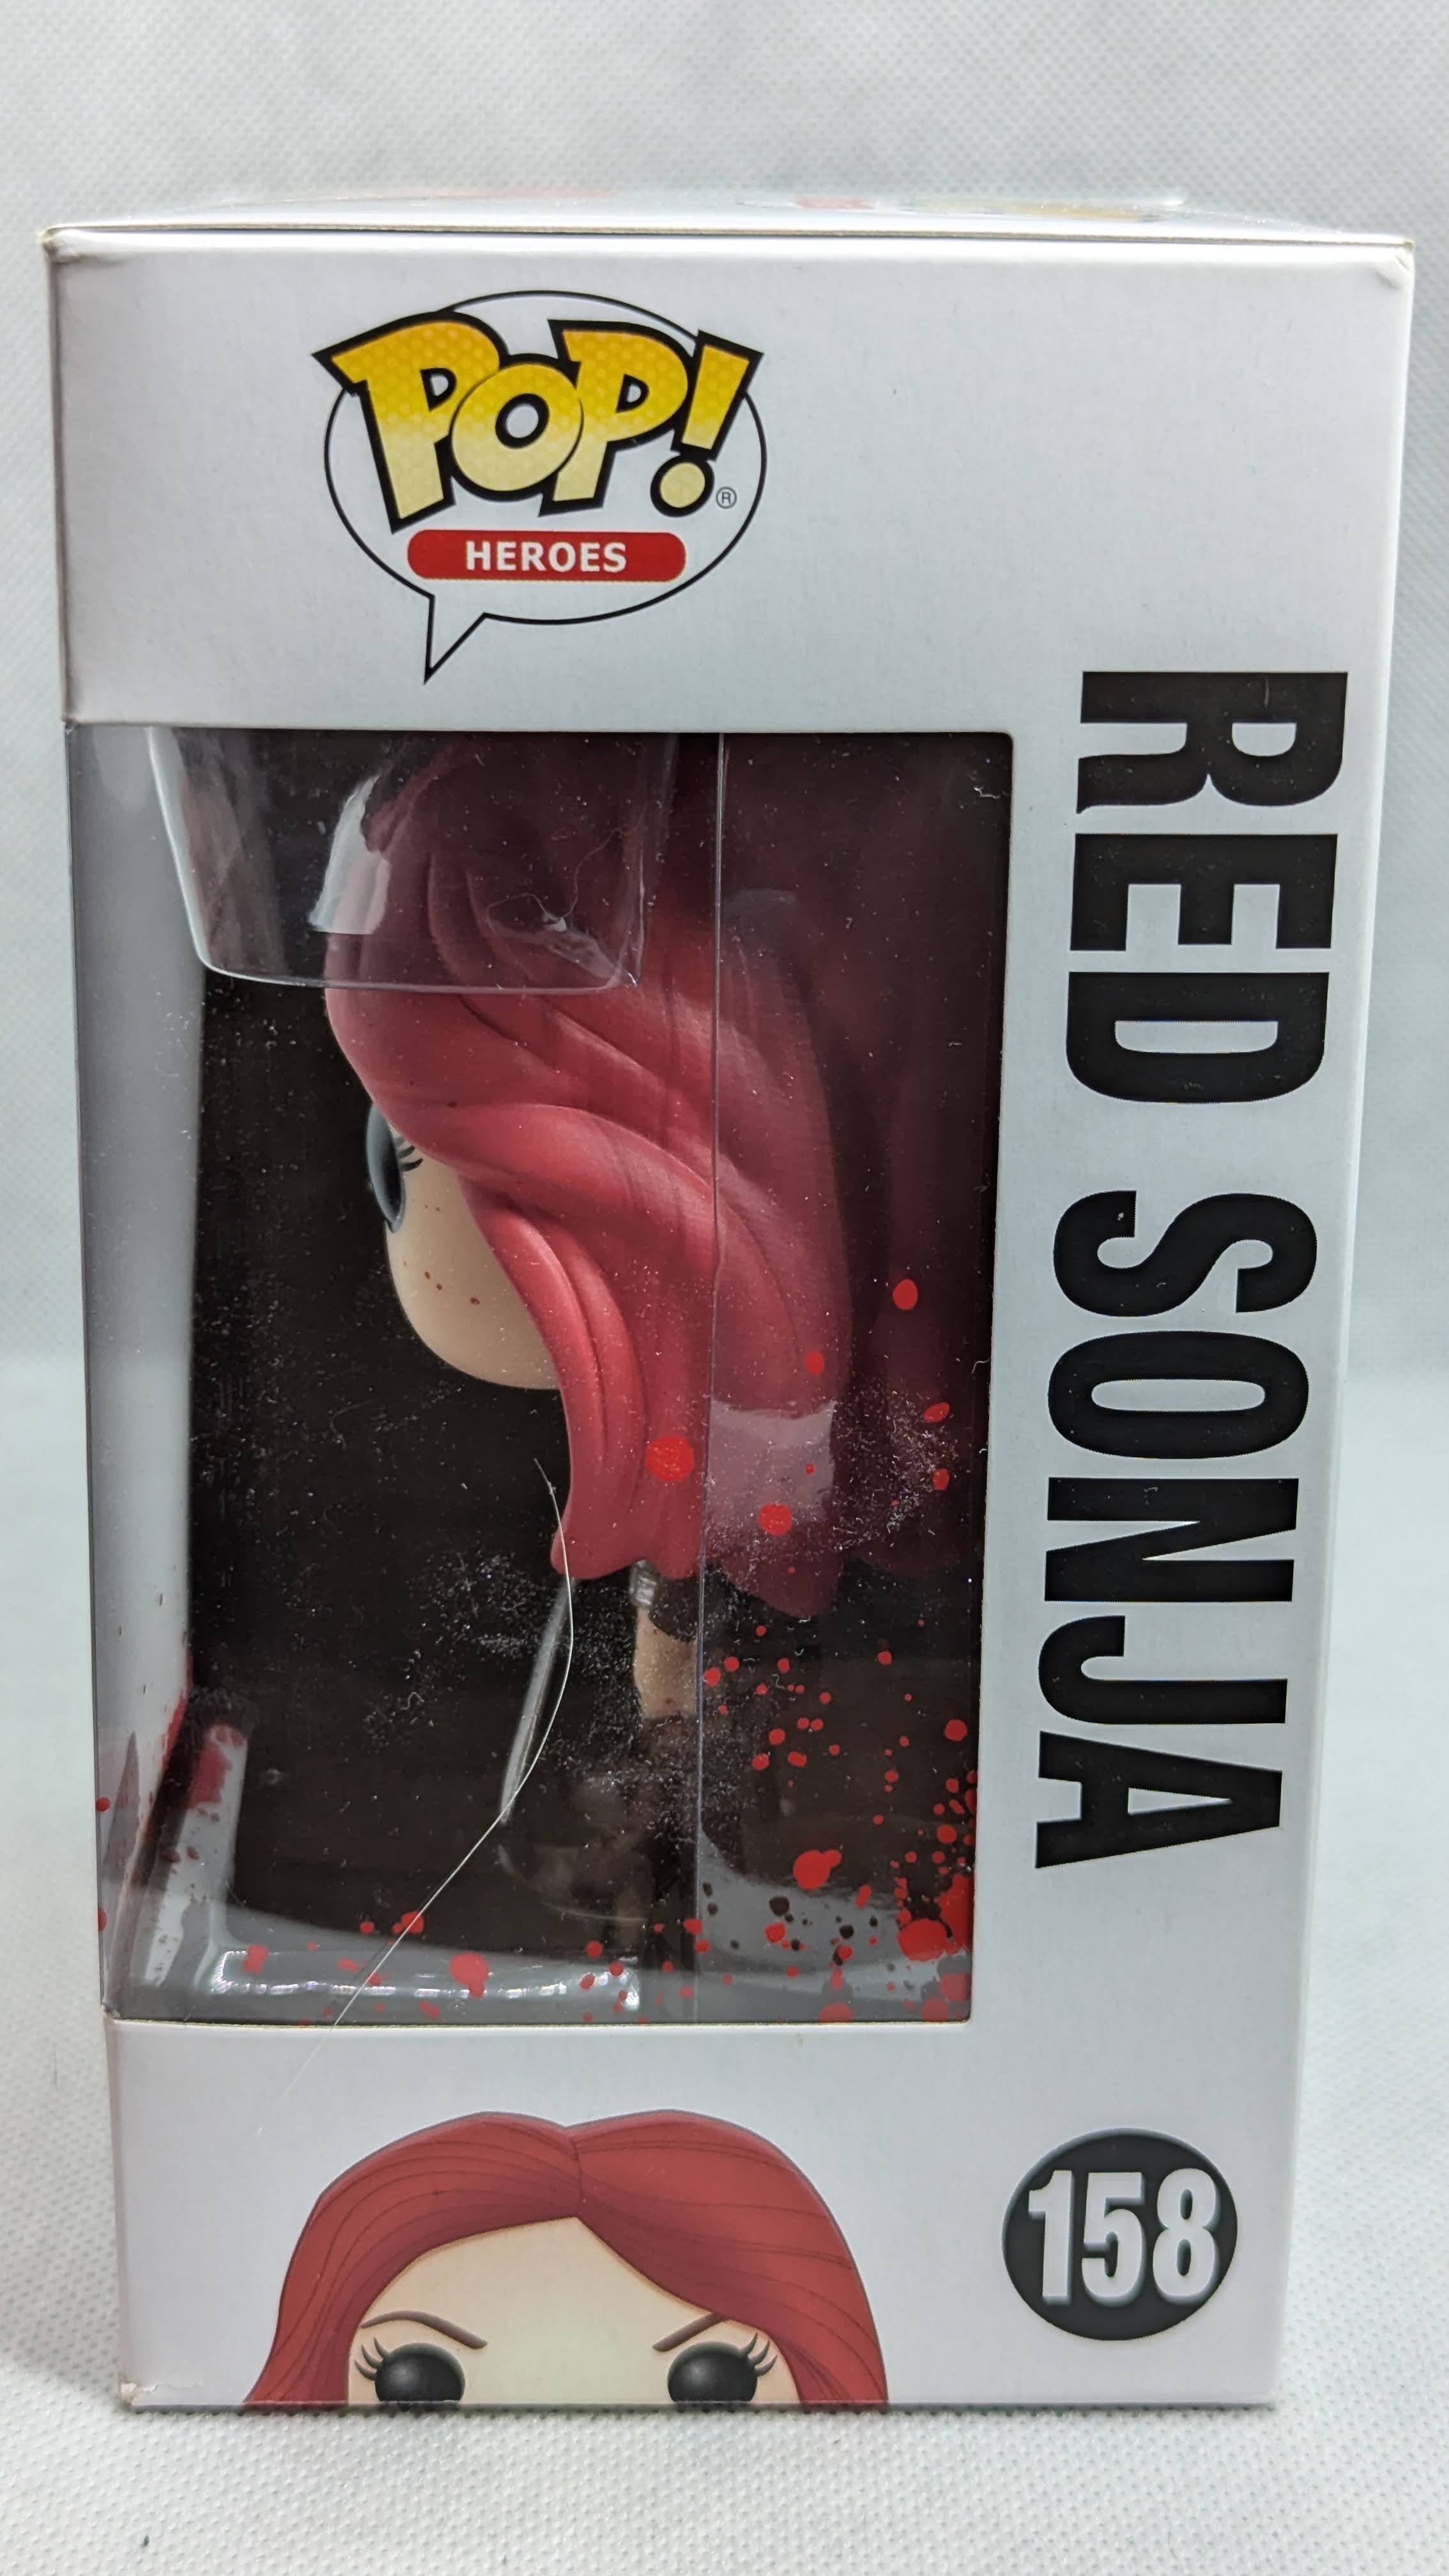 POP!
®
HEROES
RED SONJA
158